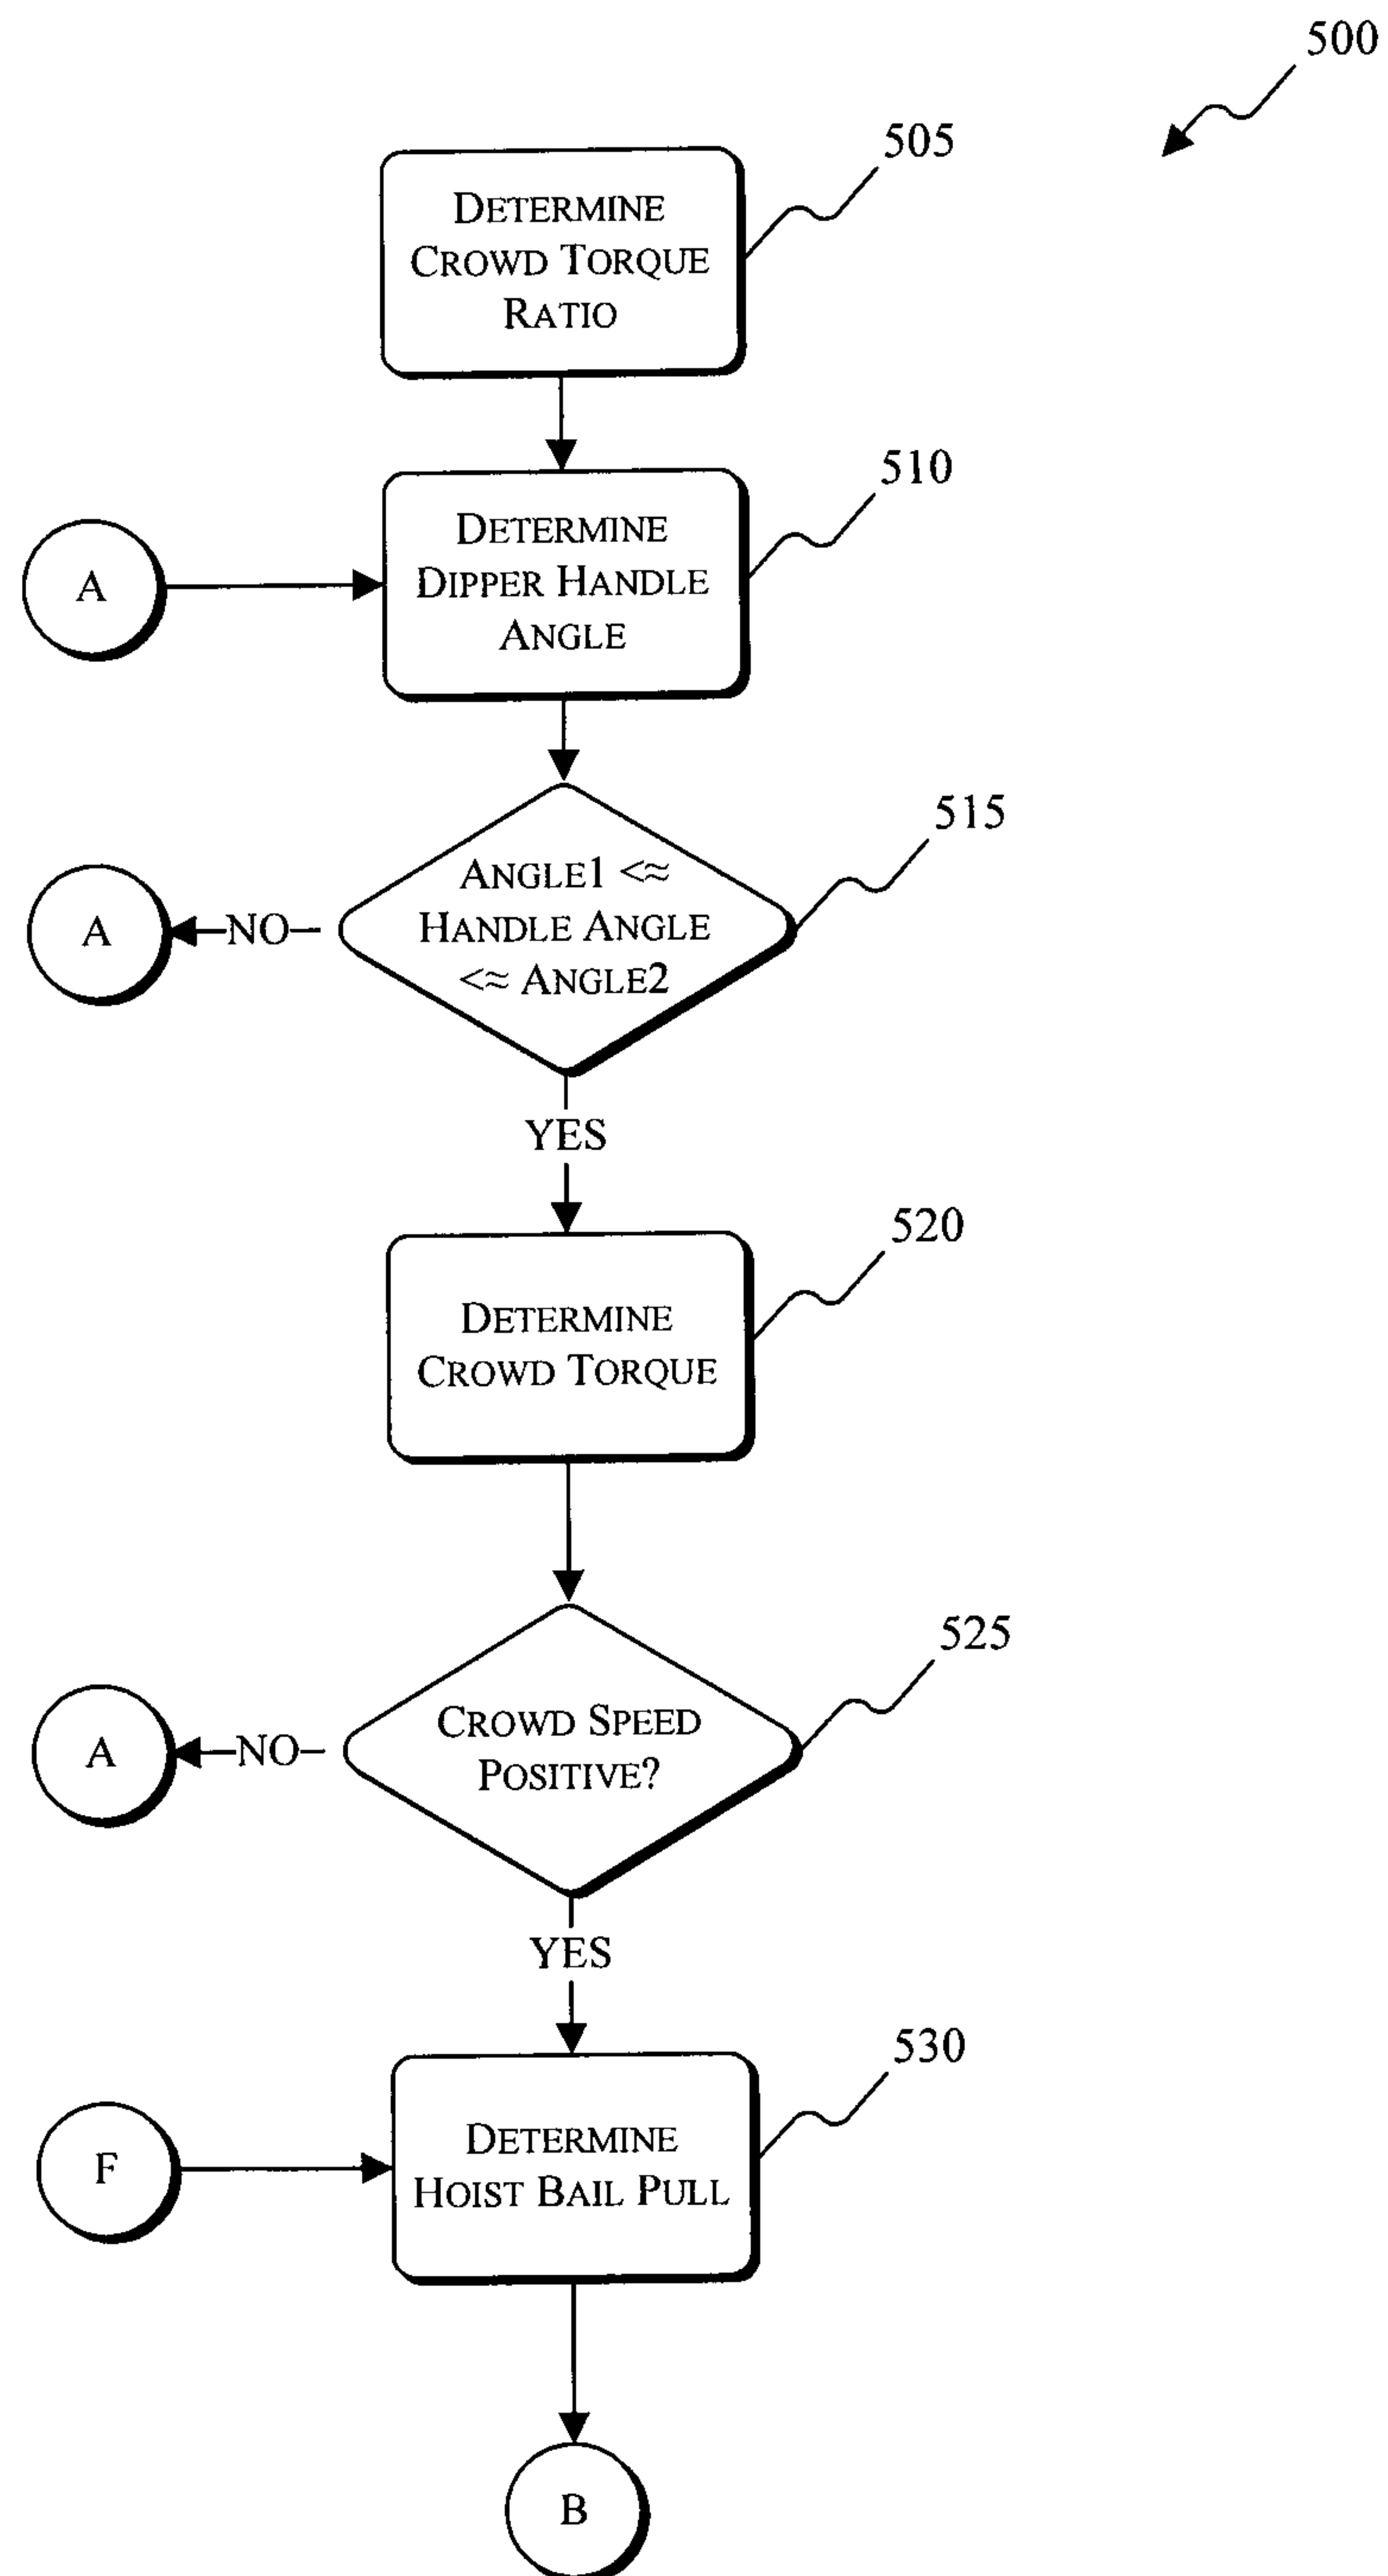 500
505
DETERMINE
CROWD TORQUE
RATIO
510
DETERMINE
DIPPER HANDLE
ANGLE
A
515
ANGLE1 <≈
HANDLE ANGLE
<≈ ANGLE2
A
NO
YES
520
DETERMINE
CROWD TORQUE
525
CROWD SPEED
POSITIVE?
A
NO
YES
530
DETERMINE
HOIST BAIL PULL
F
B